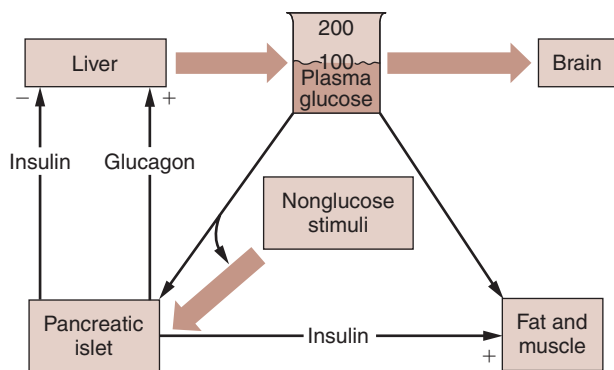 Liver
200
100
Plasma
glucose
Brain
−
+
Insulin
Glucagon
Nonglucose
stimuli
Pancreatic
islet
Insulin
+
Fat and
muscle